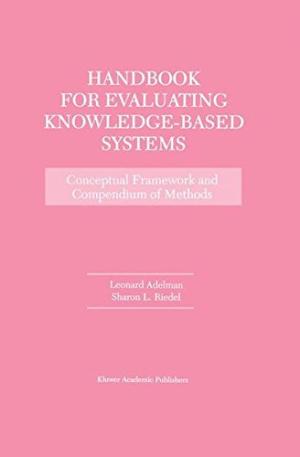 HANDBOOK
FOR EVALUATING
KNOWLEDGE-BASED
SYSTEMS
Conceptual Framework and
Compendium of Methods
Leonard Adelman
Sharon L. Riedel
Kluwer Academic Publishers